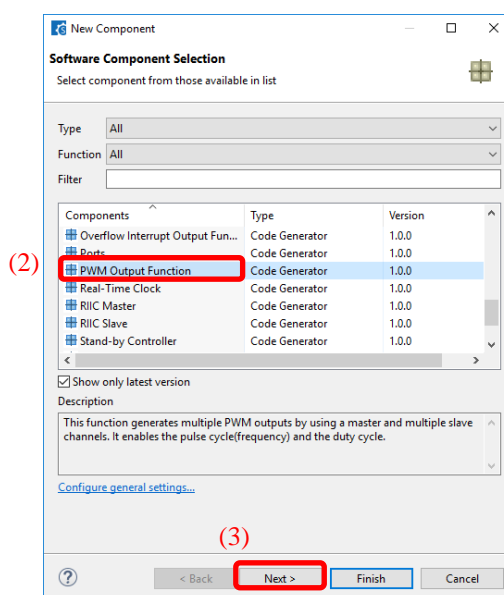 New Component
Software Component Selection
Select component from those available in list
Type All
Function All
Filter
Components Type Version
Overflow Interrupt Output Fun... Code Generator 1.0.0
Ports Code Generator 1.0.0
(2) PWM Output Function Code Generator 1.0.0
Real-Time Clock Code Generator 1.0.0
RIIC Master Code Generator 1.0.0
RIIC Slave Code Generator 1.0.0
Stand-by Controller Code Generator 1.0.0
Show only latest version
Description
This function generates multiple PWM outputs by using a master and multiple slave
channels. It enables the pulse cycle(frequency) and the duty cycle.
Configure general settings...
(3)
? < Back Next > Finish Cancel